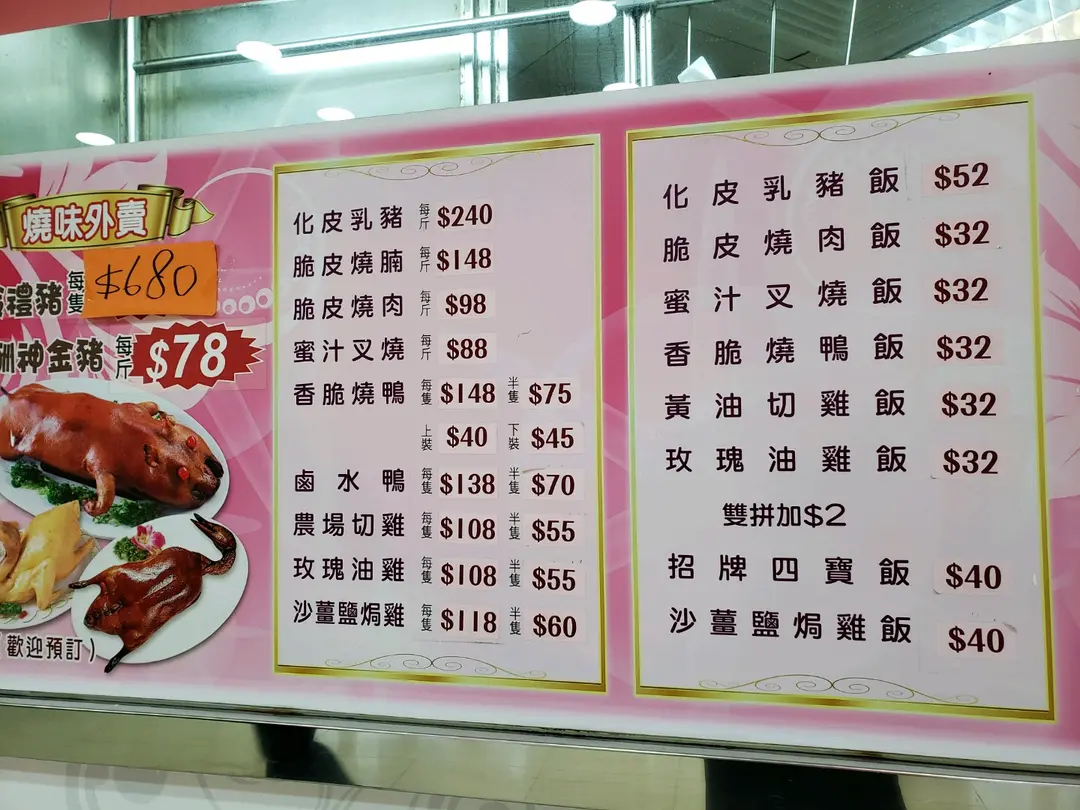 燒味外賣
禮豬 每隻 $680
酬神金豬 每斤 $78
(歡迎預訂)
化皮乳豬 每斤 $240
脆皮燒腩 每斤 $148
脆皮燒肉 每斤 $98
蜜汁叉燒 每斤 $88
香脆燒鴨 每隻 $148 半隻 $75
上裝 $40 下裝 $45
鹵水鴨 每隻 $138 半隻 $70
農場切雞 每隻 $108 半隻 $55
玫瑰油雞 每隻 $108 半隻 $55
沙薑鹽焗雞 每隻 $118 半隻 $60
化皮乳豬飯 $52
脆皮燒肉飯 $32
蜜汁叉燒飯 $32
香脆燒鴨飯 $32
黃油切雞飯 $32
玫瑰油雞飯 $32
雙拼加$2
招牌四寶飯 $40
沙薑鹽焗雞飯 $40